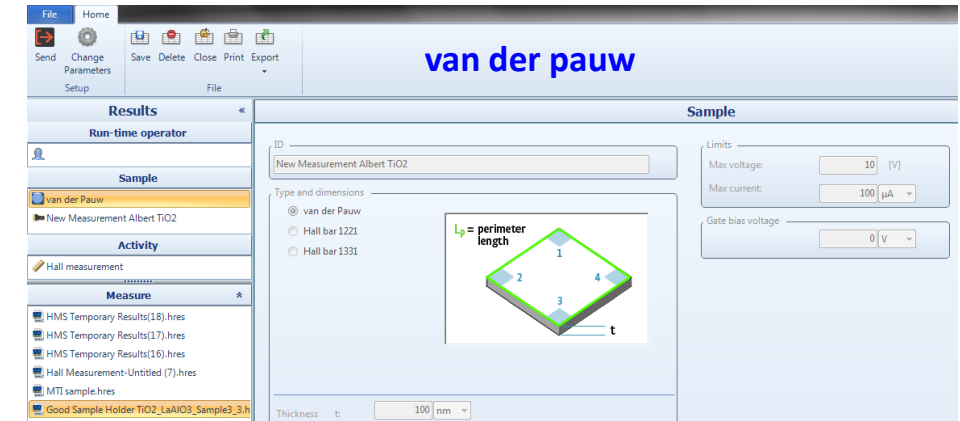 File Home
Send Change Parameters Save Delete Close Print Export
Setup File
van der pauw
Results «
Run-time operator
Sample
van der Pauw
New Measurement Albert TiO2
Activity
Hall measurement
Measure
HMS Temporary Results(18).hres
HMS Temporary Results(17).hres
HMS Temporary Results(16).hres
Hall Measurement-Untitled (7).hres
MTI sample.hres
Good Sample Holder TiO2_LaAlO3_Sample3_3.h
Sample
ID
New Measurement Albert TiO2
Type and dimensions
van der Pauw
Hall bar 1221
Hall bar 1331
Lp = perimeter
length
1
2 4
3
t
Thickness t: 100 nm
Limits
Max voltage: 10 [V]
Max current: 100 µA
Gate bias voltage
0 V